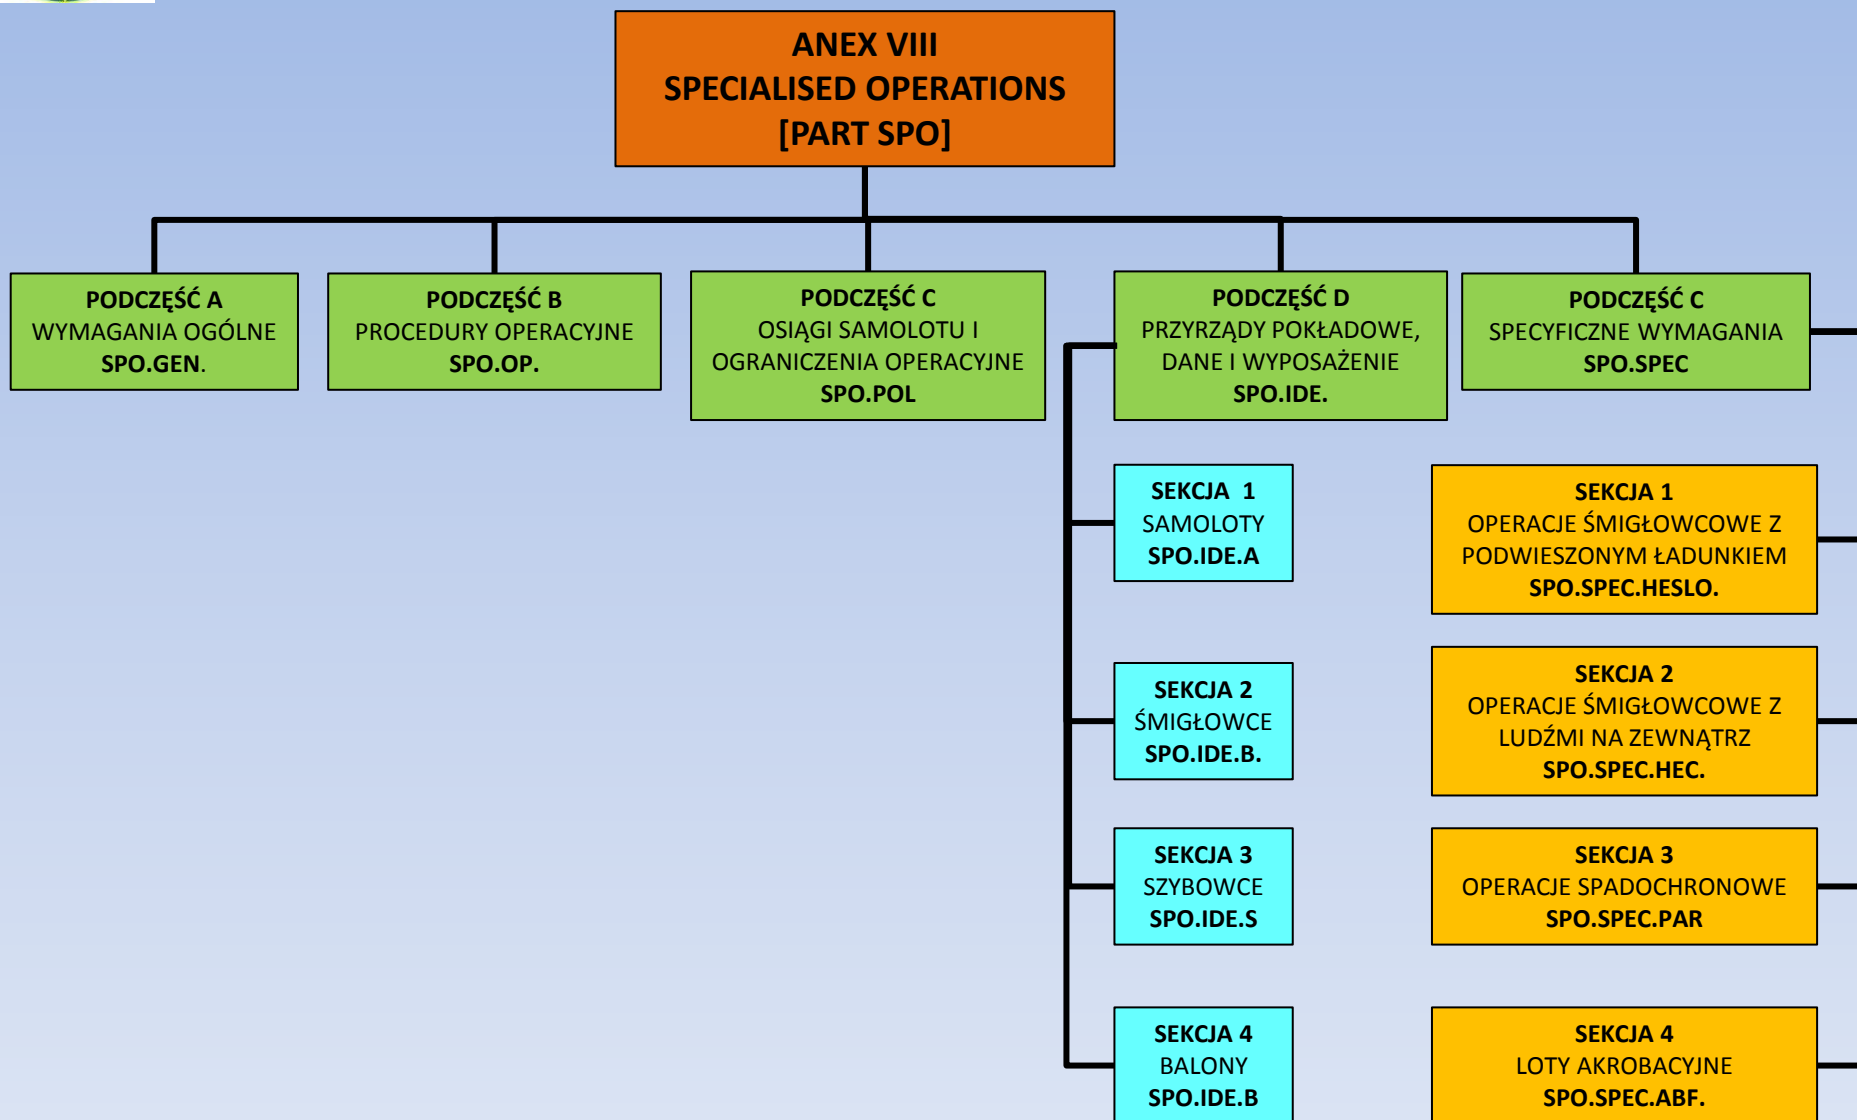 ANEX VIII
SPECIALISED OPERATIONS
[PART SPO]
PODCZĘŚĆ A
WYMAGANIA OGÓLNE
SPO.GEN.
PODCZĘŚĆ B
PROCEDURY OPERACYJNE
SPO.OP.
PODCZĘŚĆ C
OSIĄGI SAMOLOTU I
OGRANICZENIA OPERACYJNE
SPO.POL
PODCZĘŚĆ D
PRZYRZĄDY POKŁADOWE,
DANE I WYPOSAŻENIE
SPO.IDE.
PODCZĘŚĆ C
SPECYFICZNE WYMAGANIA
SPO.SPEC
SEKCJA 1
SAMOLOTY
SPO.IDE.A
SEKCJA 1
OPERACJE ŚMIGŁOWCOWE Z
PODWIESZONYM ŁADUNKIEM
SPO.SPEC.HESLO.
SEKCJA 2
ŚMIGŁOWCE
SPO.IDE.B.
SEKCJA 2
OPERACJE ŚMIGŁOWCOWE Z
LUDŹMI NA ZEWNĄTRZ
SPO.SPEC.HEC.
SEKCJA 3
SZYBOWCE
SPO.IDE.S
SEKCJA 3
OPERACJE SPADOCHRONOWE
SPO.SPEC.PAR
SEKCJA 4
BALONY
SPO.IDE.B
SEKCJA 4
LOTY AKROBACYJNE
SPO.SPEC.ABF.